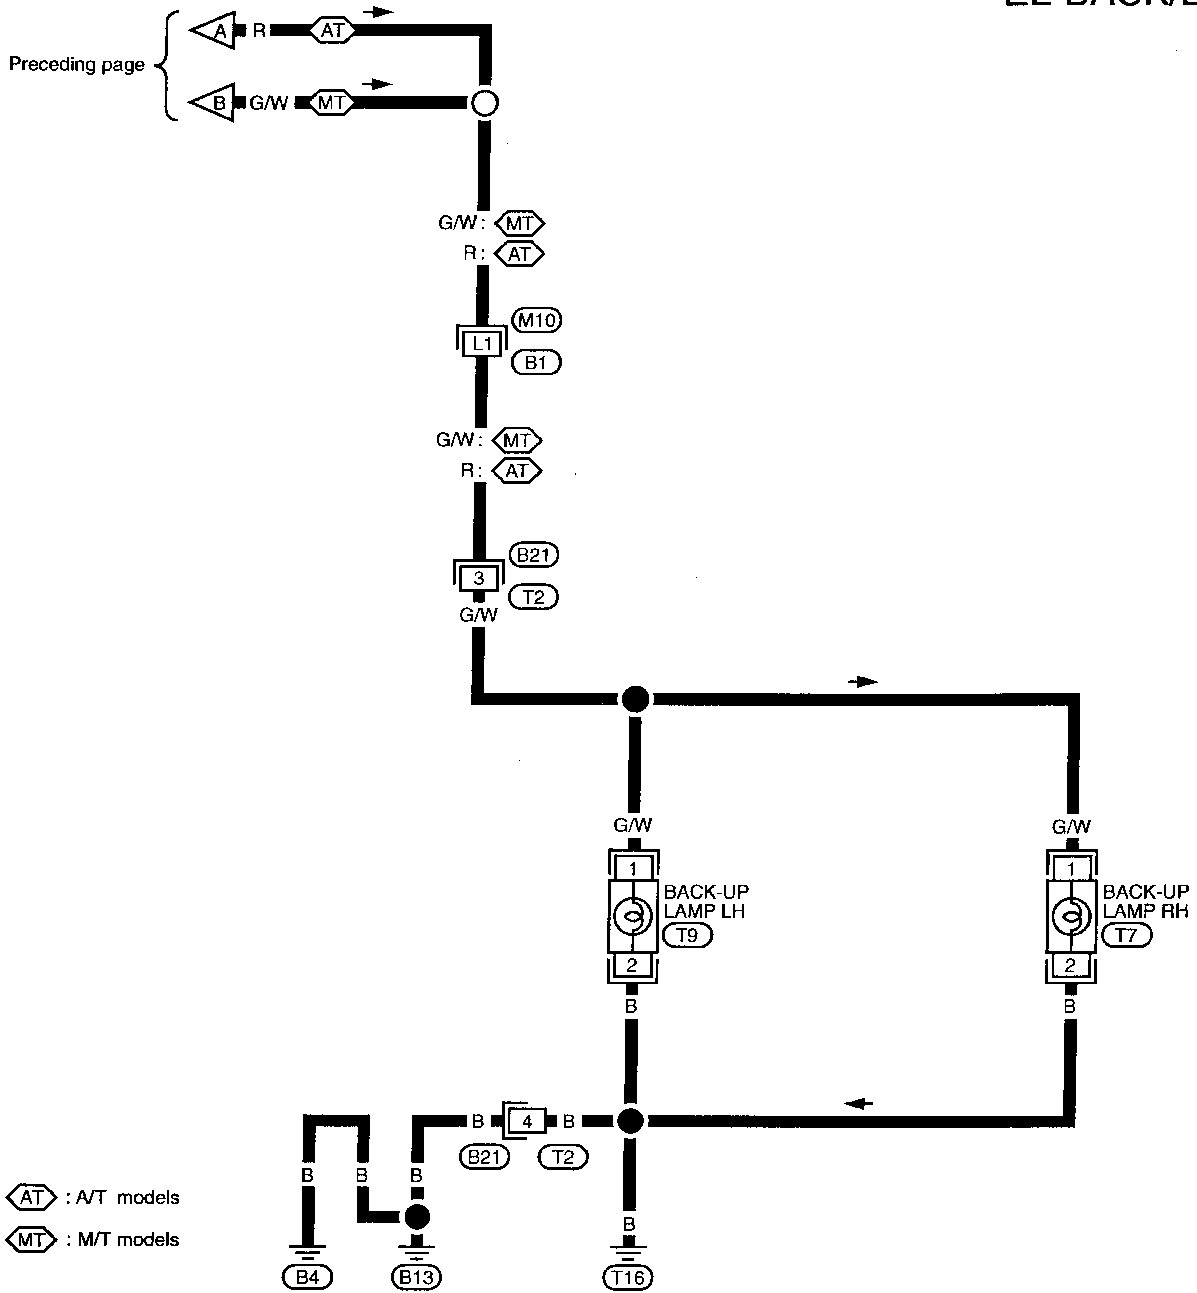 Preceding page
A R AT
B G/W MT
G/W : MT
R : AT
M10
L1
B1
G/W : MT
R : AT
B21
3
T2
G/W
G/W G/W
1 1
BACK-UP
LAMP LH
T9
BACK-UP
LAMP RH
T7
2 2
B B
B 4 B
B21 T2
B B B
B
AT : A/T models
MT : M/T models
B4 B13 T16